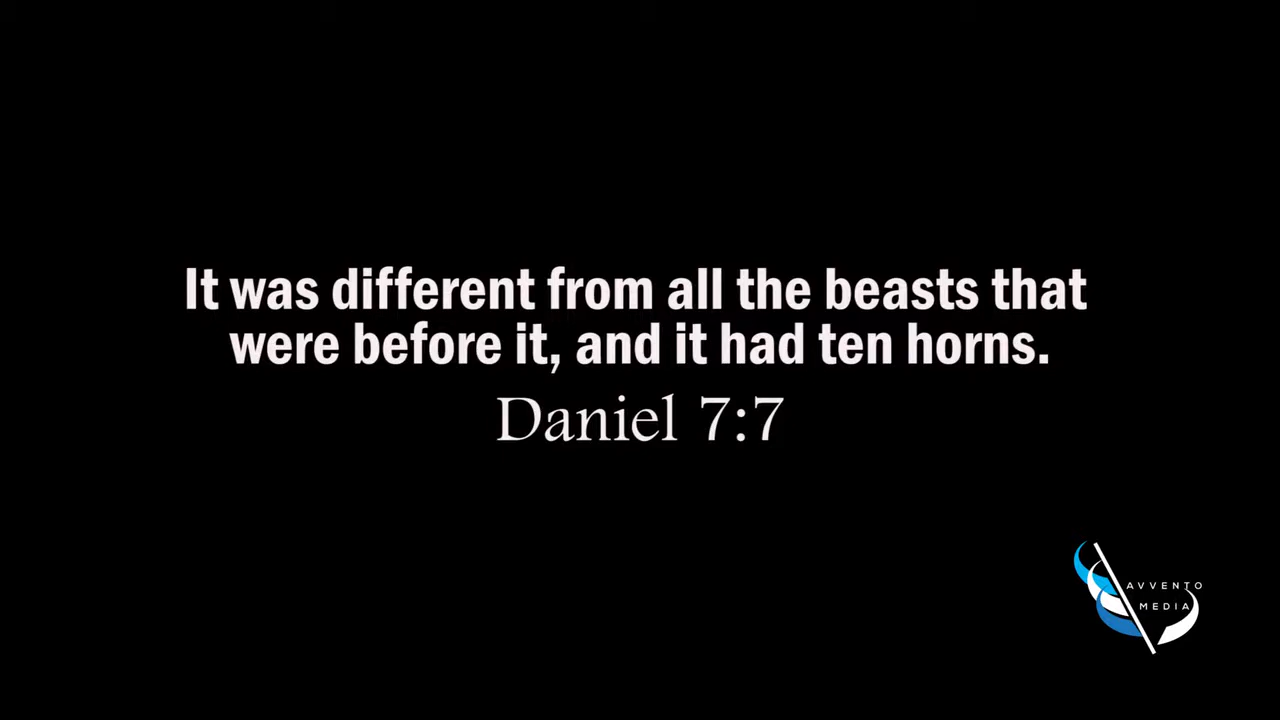 It was different from all the beasts that
were before it, and it had ten horns.
Daniel 7:7
AVVENTO
MEDIA